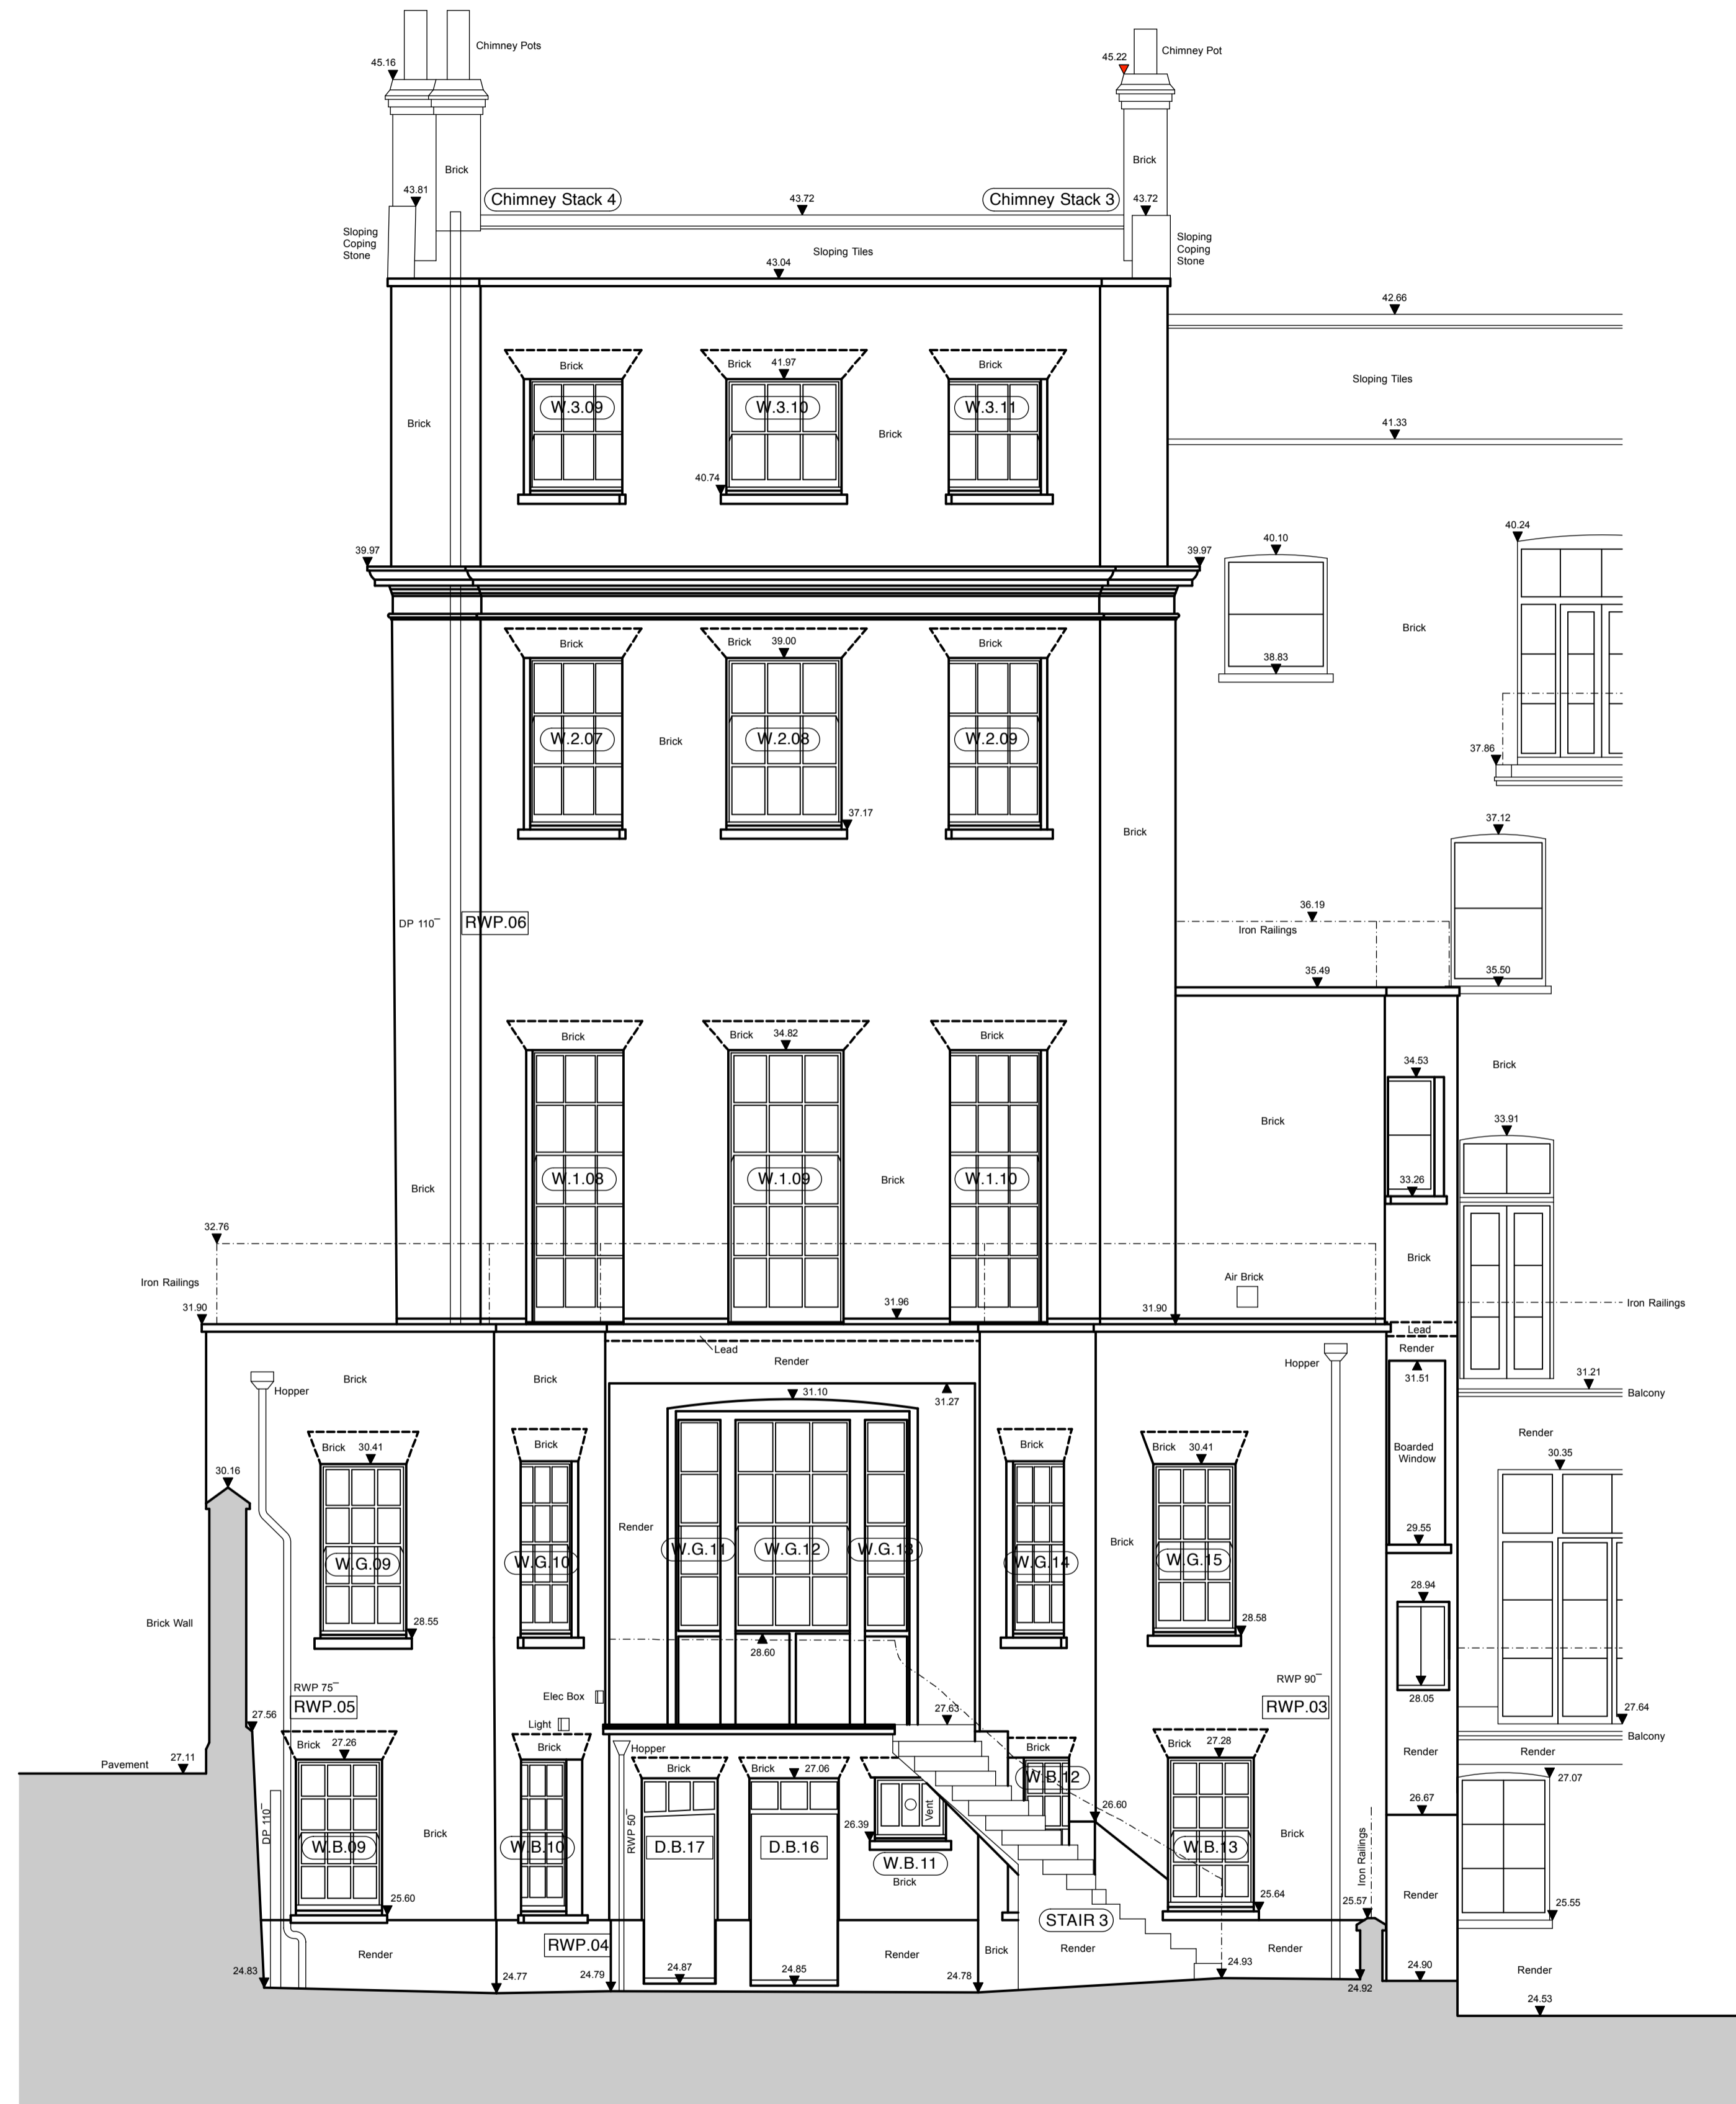 Chimney Pots
Chimney Pot
45.16
45.22
Brick
Brick
43.81
Chimney Stack 4
43.72
Chimney Stack 3
43.72
Sloping
Coping
Stone
Sloping Tiles
Sloping
Coping
Stone
43.04
42.66
Brick
Brick
41.97
Brick
Sloping Tiles
W.3.09
W.3.10
W.3.11
Brick
Brick
41.33
40.74
40.24
39.97
39.97
40.10
Brick
Brick
Brick
39.00
Brick
38.83
W.2.07
Brick
W.2.08
W.2.09
37.86
37.17
37.12
Brick
36.19
DP 110¯
RWP.06
Iron Railings
35.49
35.50
Brick
Brick
34.82
Brick
34.53
Brick
Brick
33.91
W.1.08
W.1.09
Brick
W.1.10
33.26
Brick
32.76
Brick
Iron Railings
Air Brick
31.90
31.96
31.90
Iron Railings
Lead
Lead
Render
Render
Hopper
Brick
Brick
31.51
31.21
Hopper
31.10
31.27
Balcony
Render
Brick
30.41
Brick
Brick
Brick
30.41
Boarded
Window
30.35
30.16
Render
Brick
29.55
W.G.09
W.G.10
W.G.11
W.G.12
W.G.13
W.G.14
W.G.15
28.94
Brick Wall
28.55
28.58
28.60
RWP 75¯
RWP.05
Elec Box
RWP 90¯
RWP.03
28.05
27.56
27.63
27.64
Light
Balcony
Brick
27.26
Brick
Hopper
Brick
Brick
27.28
Render
Render
Pavement
27.11
Brick
Brick
27.06
W.B.12
27.07
Vent
26.60
26.67
26.39
DP 110¯
W.B.09
Brick
W.B.10
RWP 50¯
D.B.17
D.B.16
W.B.11
Brick
W.B.13
Brick
Iron Railings
25.60
25.64
25.57
Render
25.55
STAIR 3
RWP.04
Render
Render
Brick
Render
Render
24.83
24.77
24.79
24.87
24.85
24.78
24.93
24.92
24.90
Render
24.53